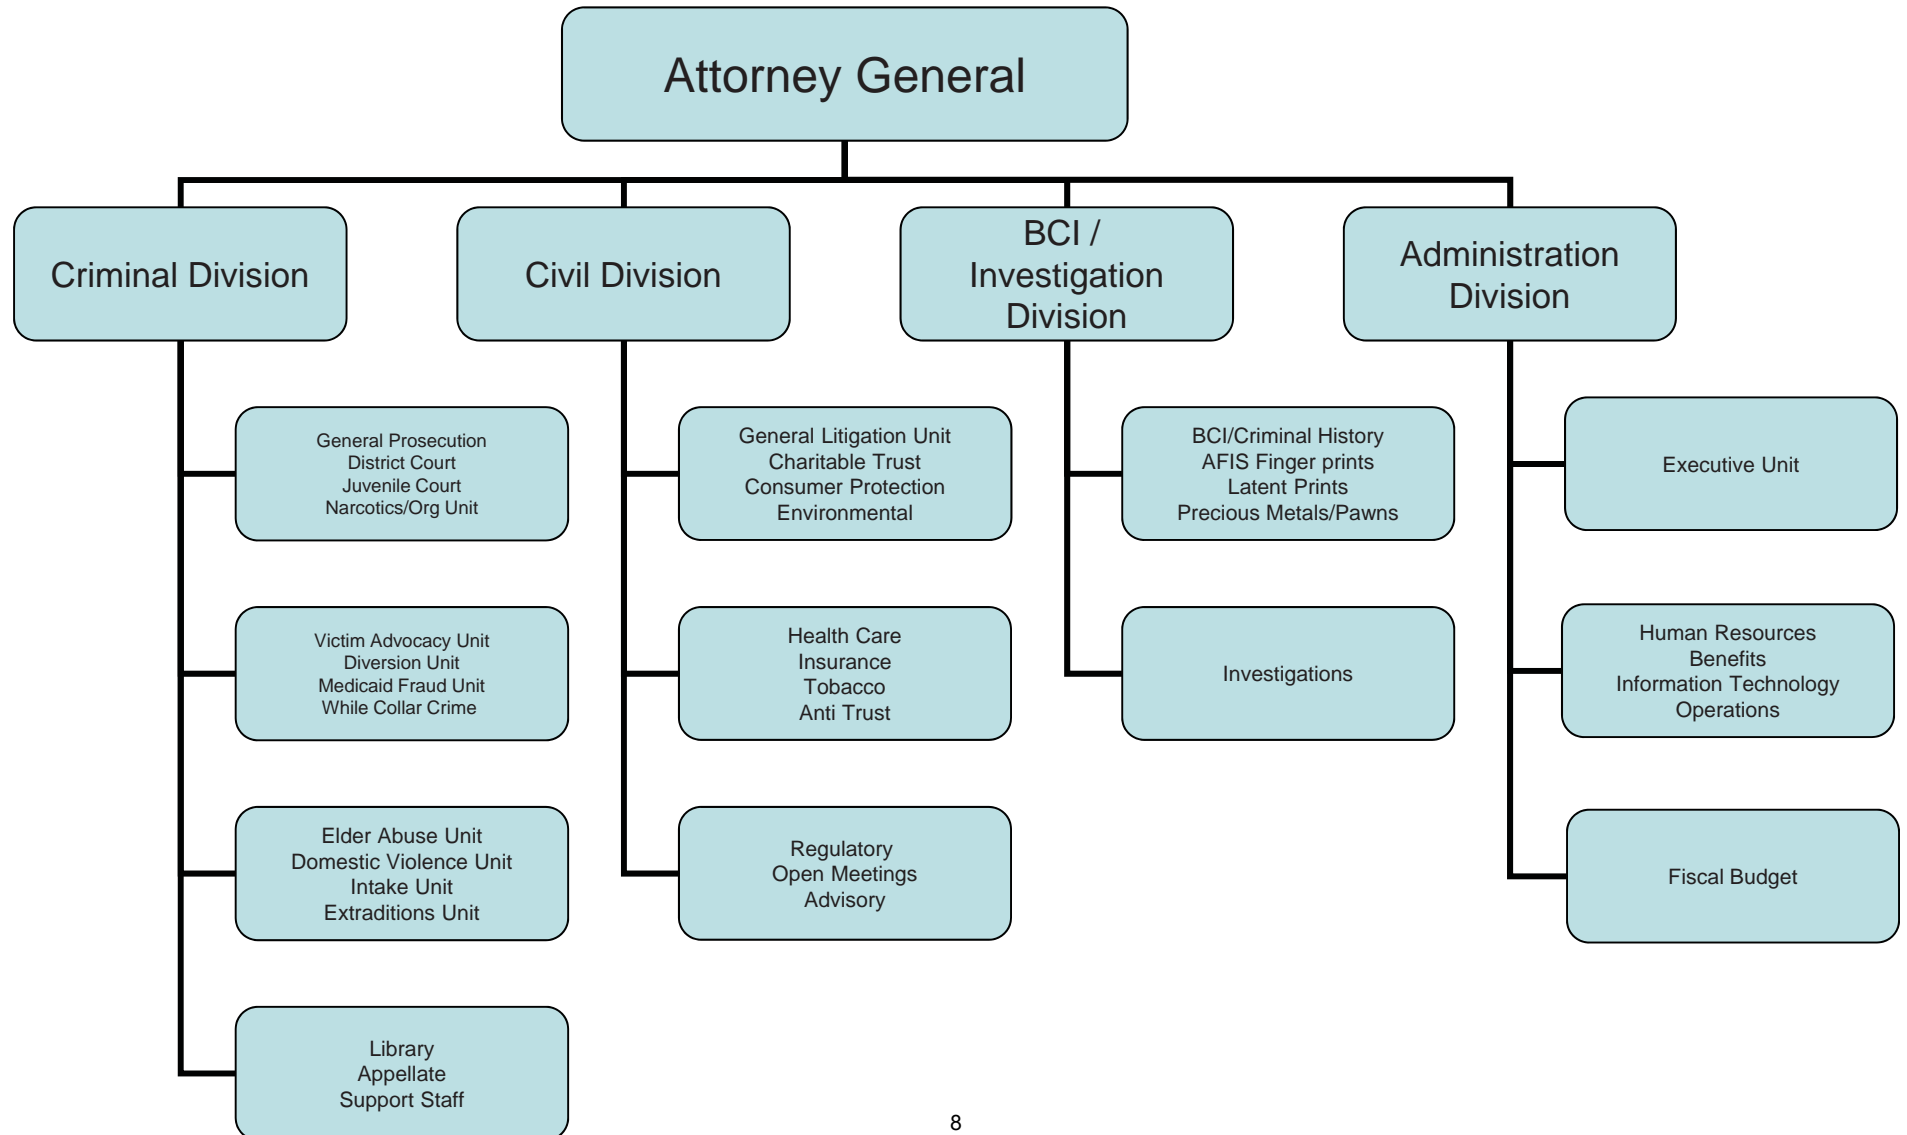 Attorney General
Criminal Division
Civil Division
BCI /
Investigation
Division
Administration
Division
General Prosecution
District Court
Juvenile Court
Narcotics/Org Unit
Victim Advocacy Unit
Diversion Unit
Medicaid Fraud Unit
While Collar Crime
Elder Abuse Unit
Domestic Violence Unit
Intake Unit
Extraditions Unit
Library
Appellate
Support Staff
General Litigation Unit
Charitable Trust
Consumer Protection
Environmental
Health Care
Insurance
Tobacco
Anti Trust
Regulatory
Open Meetings
Advisory
BCI/Criminal History
AFIS Finger prints
Latent Prints
Precious Metals/Pawns
Investigations
Executive Unit
Human Resources
Benefits
Information Technology
Operations
Fiscal Budget
8